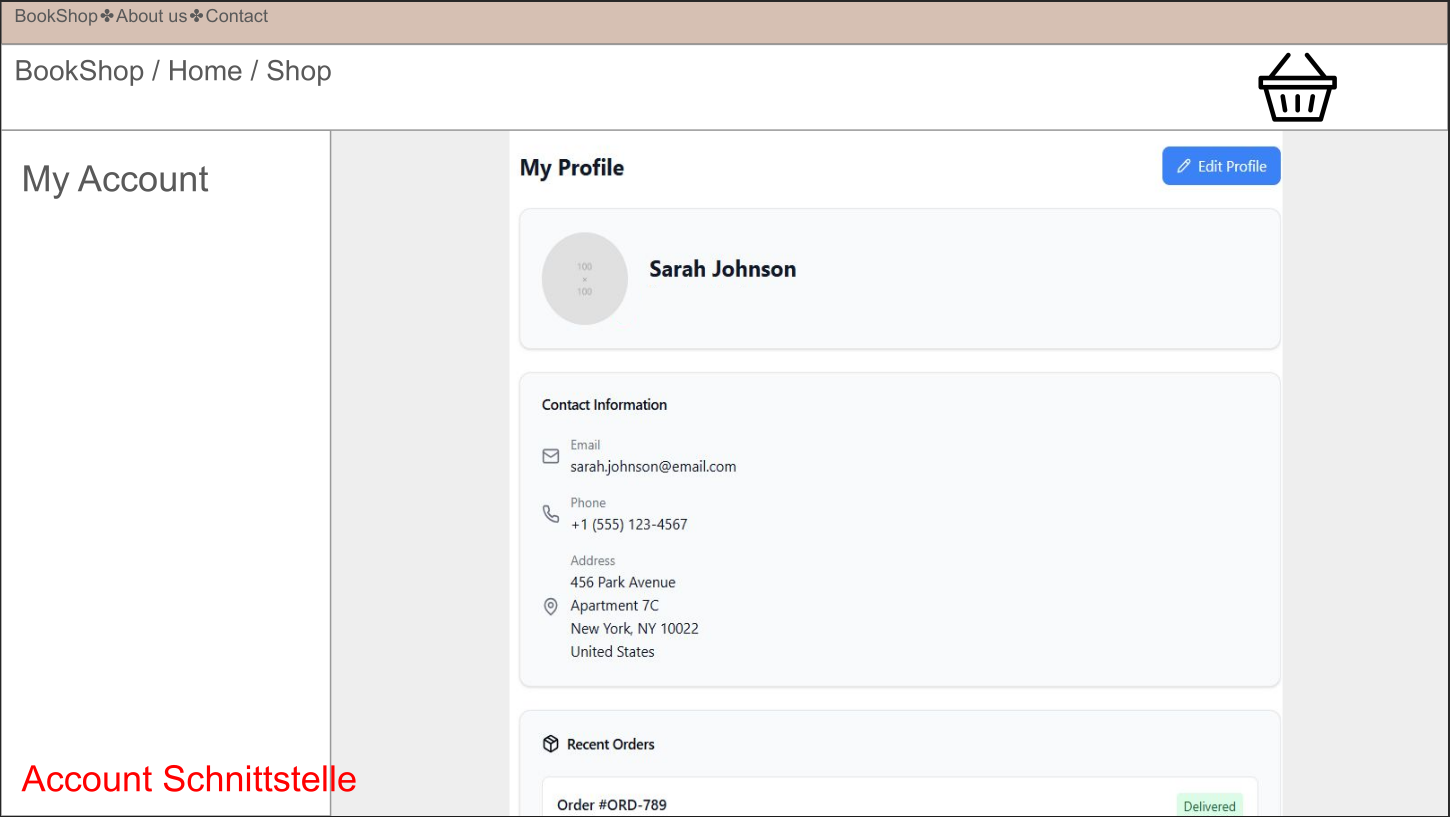 BookShop✤About us✤Contact
BookShop / Home / Shop
My Account
My Profile
Edit Profile
100
×
100
Sarah Johnson
Contact Information
Email
sarah.johnson@email.com
Phone
+1 (555) 123-4567
Address
456 Park Avenue
Apartment 7C
New York, NY 10022
United States
Recent Orders
Order #ORD-789
Delivered
Account Schnittstelle